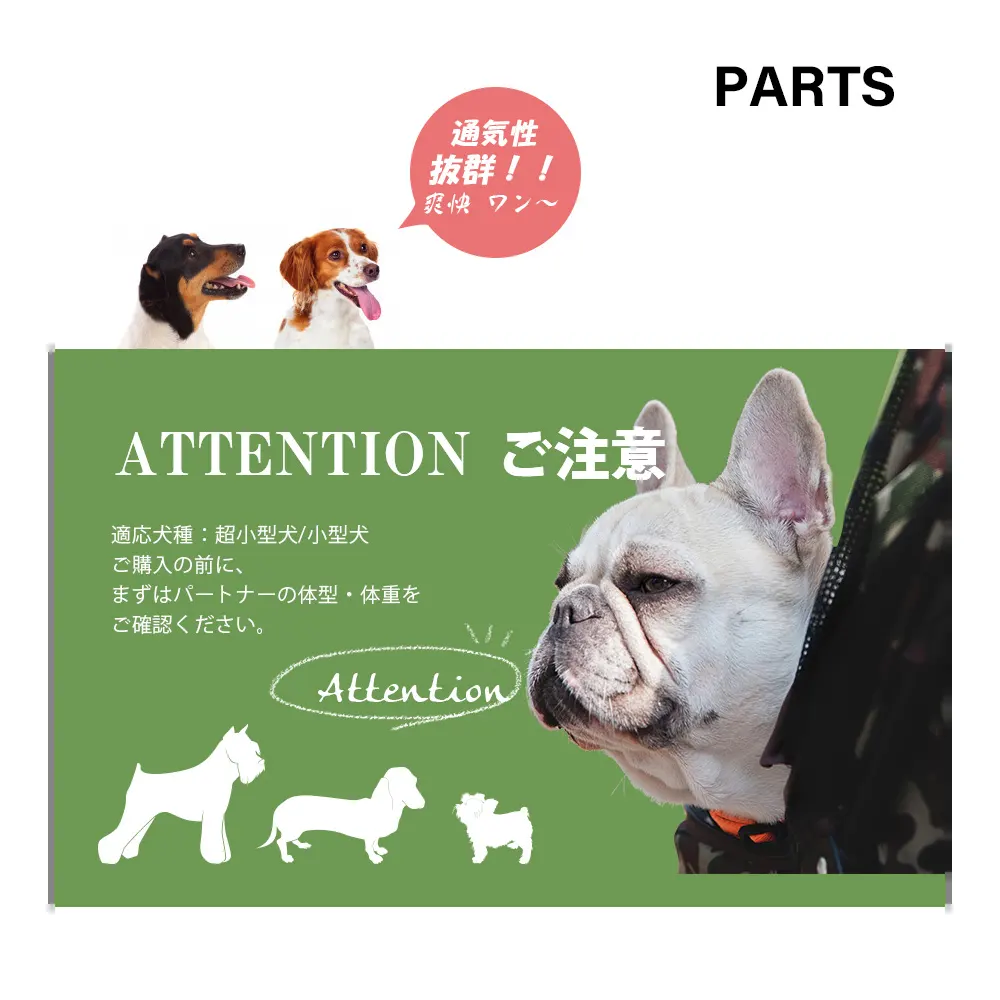 PARTS
通気性
抜群！！
爽快 ワン～
ATTENTION ご注意
適応犬種：超小型犬/小型犬
ご購入の前に、
まずはパートナーの体型・体重を
ご確認ください。
Attention